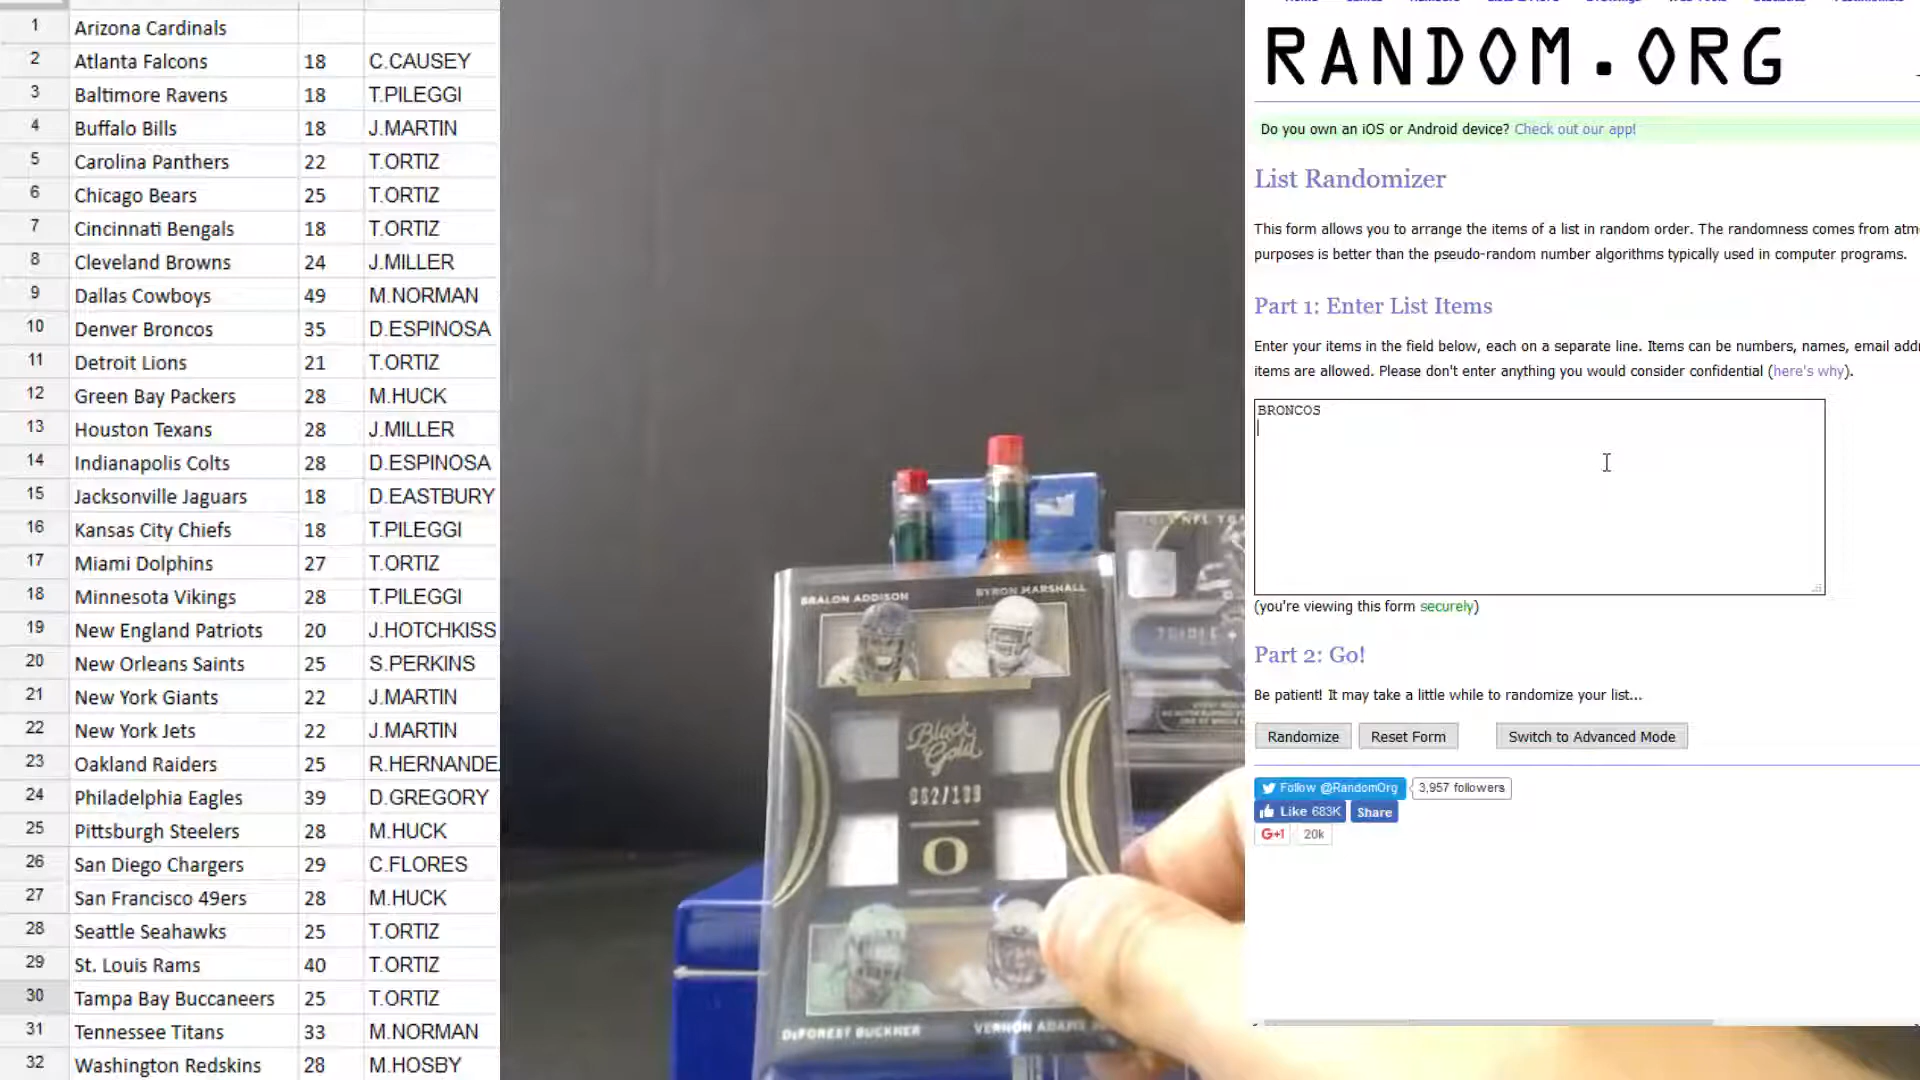 1 Arizona Cardinals
2 Atlanta Falcons 18 C.CAUSEY
3 Baltimore Ravens 18 T.PILEGGI
4 Buffalo Bills 18 J.MARTIN
5 Carolina Panthers 22 T.ORTIZ
6 Chicago Bears 25 T.ORTIZ
7 Cincinnati Bengals 18 T.ORTIZ
8 Cleveland Browns 24 J.MILLER
9 Dallas Cowboys 49 M.NORMAN
10 Denver Broncos 35 D.ESPINOSA
11 Detroit Lions 21 T.ORTIZ
12 Green Bay Packers 28 M.HUCK
13 Houston Texans 28 J.MILLER
14 Indianapolis Colts 28 D.ESPINOSA
15 Jacksonville Jaguars 18 D.EASTBURY
16 Kansas City Chiefs 18 T.PILEGGI
17 Miami Dolphins 27 T.ORTIZ
18 Minnesota Vikings 28 T.PILEGGI
19 New England Patriots 20 J.HOTCHKISS
20 New Orleans Saints 25 S.PERKINS
21 New York Giants 22 J.MARTIN
22 New York Jets 22 J.MARTIN
23 Oakland Raiders 25 R.HERNANDE
24 Philadelphia Eagles 39 D.GREGORY
25 Pittsburgh Steelers 28 M.HUCK
26 San Diego Chargers 29 C.FLORES
27 San Francisco 49ers 28 M.HUCK
28 Seattle Seahawks 25 T.ORTIZ
29 St. Louis Rams 40 T.ORTIZ
30 Tampa Bay Buccaneers 25 T.ORTIZ
31 Tennessee Titans 33 M.NORMAN
32 Washington Redskins 28 M.HOSBY
BRALON ADDISON BYRON MARSHALL
Black Gold
O
DeFOREST BUCKNER VERNON ADAMS
TRIPLE
RANDOM.ORG
Do you own an iOS or Android device? Check out our app!
List Randomizer
This form allows you to arrange the items of a list in random order. The randomness comes from atm
purposes is better than the pseudo-random number algorithms typically used in computer programs.
Part 1: Enter List Items
Enter your items in the field below, each on a separate line. Items can be numbers, names, email addr
items are allowed. Please don't enter anything you would consider confidential (here's why).
BRONCOS
(you're viewing this form securely)
Part 2: Go!
Be patient! It may take a little while to randomize your list...
Randomize Reset Form Switch to Advanced Mode
Follow @RandomOrg 3,957 followers
Like 683K Share
G+1 20k